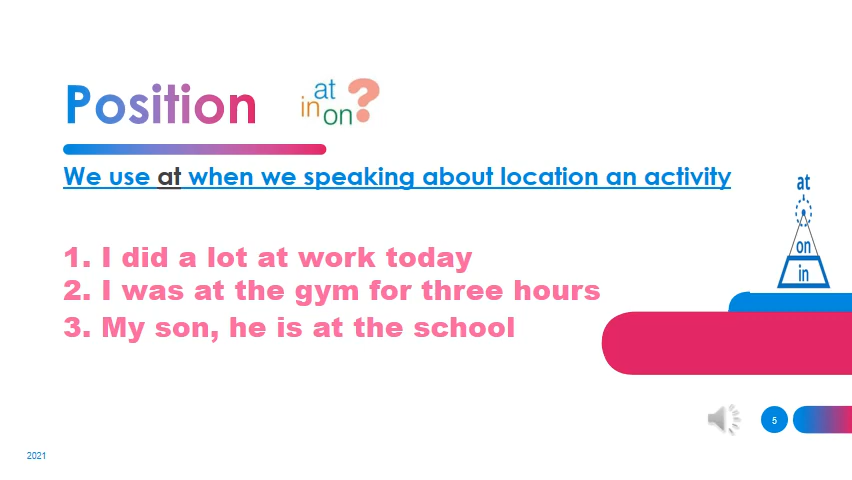 Position
at
in
on
?
We use at when we speaking about location an activity
at
on
in
1. I did a lot at work today
2. I was at the gym for three hours
3. My son, he is at the school
5
2021